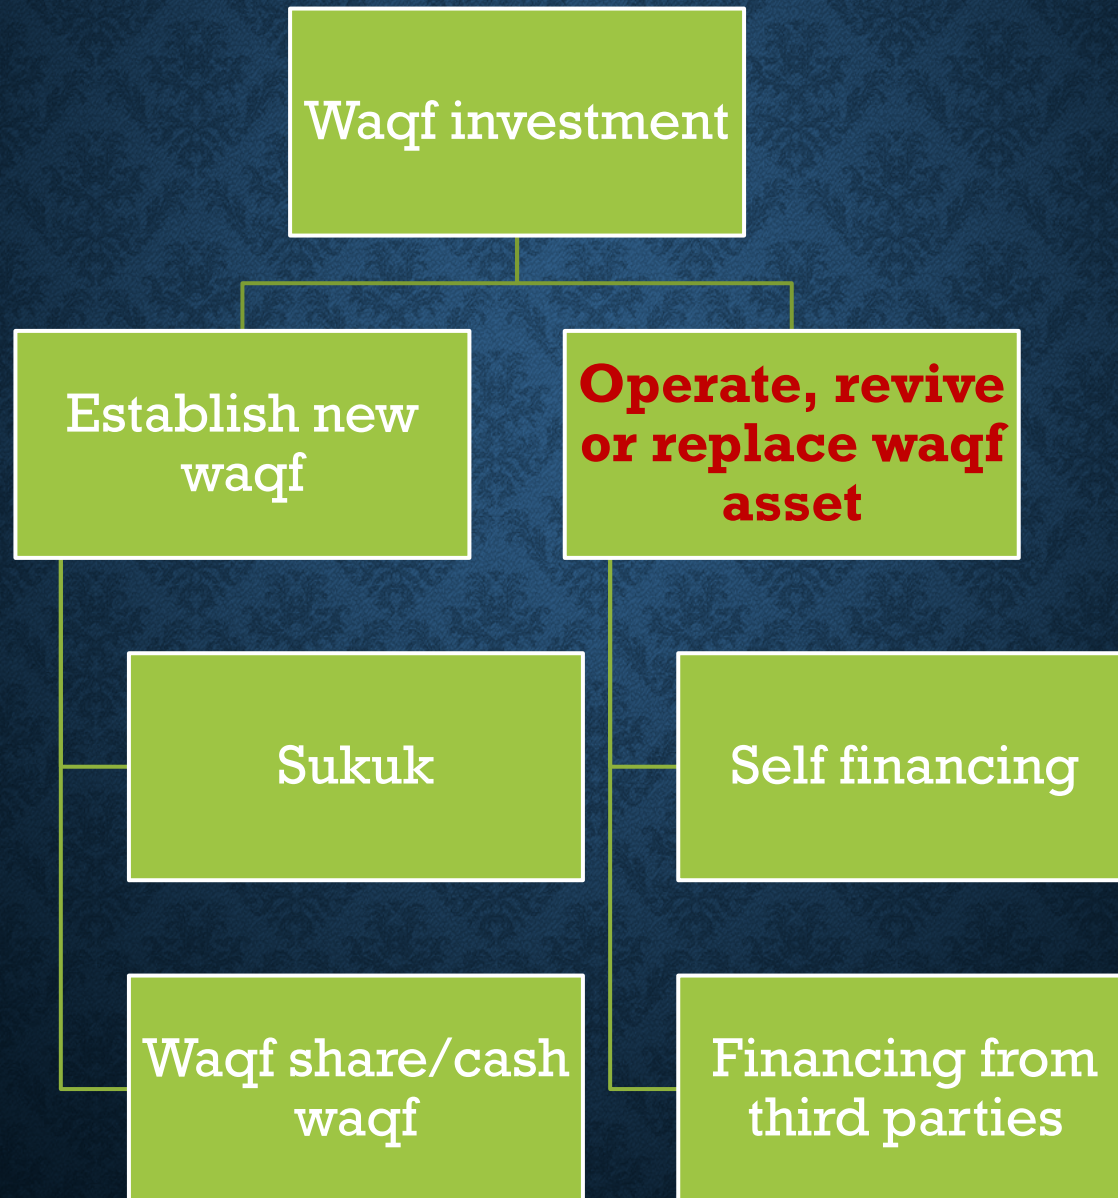 Waqf investment
Establish new
waqf
Operate, revive
or replace waqf
asset
Sukuk
Self financing
Waqf share/cash
waqf
Financing from
third parties